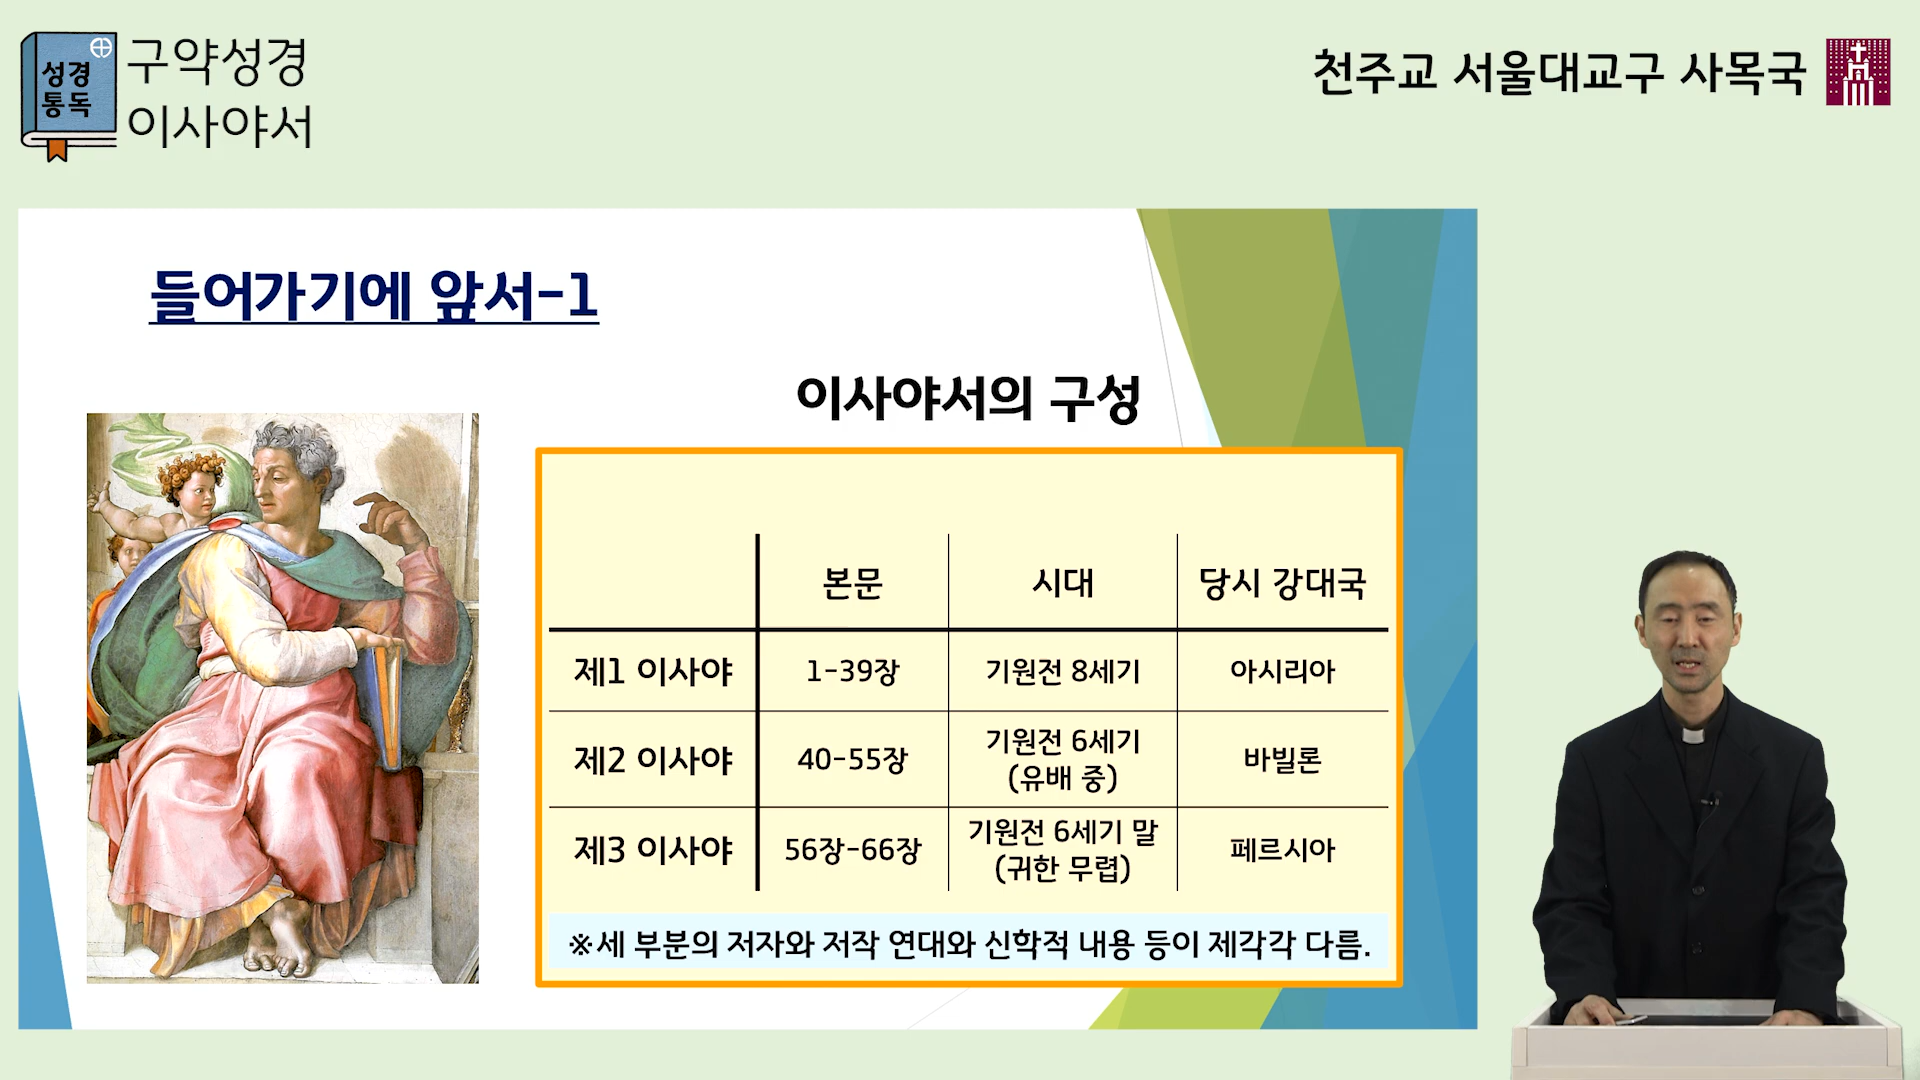 성경
통독
구약성경
이사야서
천주교 서울대교구 사목국
들어가기에 앞서-1
이사야서의 구성
본문 시대 당시 강대국
제1 이사야 1-39장 기원전 8세기 아시리아
제2 이사야 40-55장 기원전 6세기 (유배 중) 바빌론
제3 이사야 56장-66장 기원전 6세기 말 (귀한 무렵) 페르시아
※세 부분의 저자와 저작 연대와 신학적 내용 등이 제각각 다름.